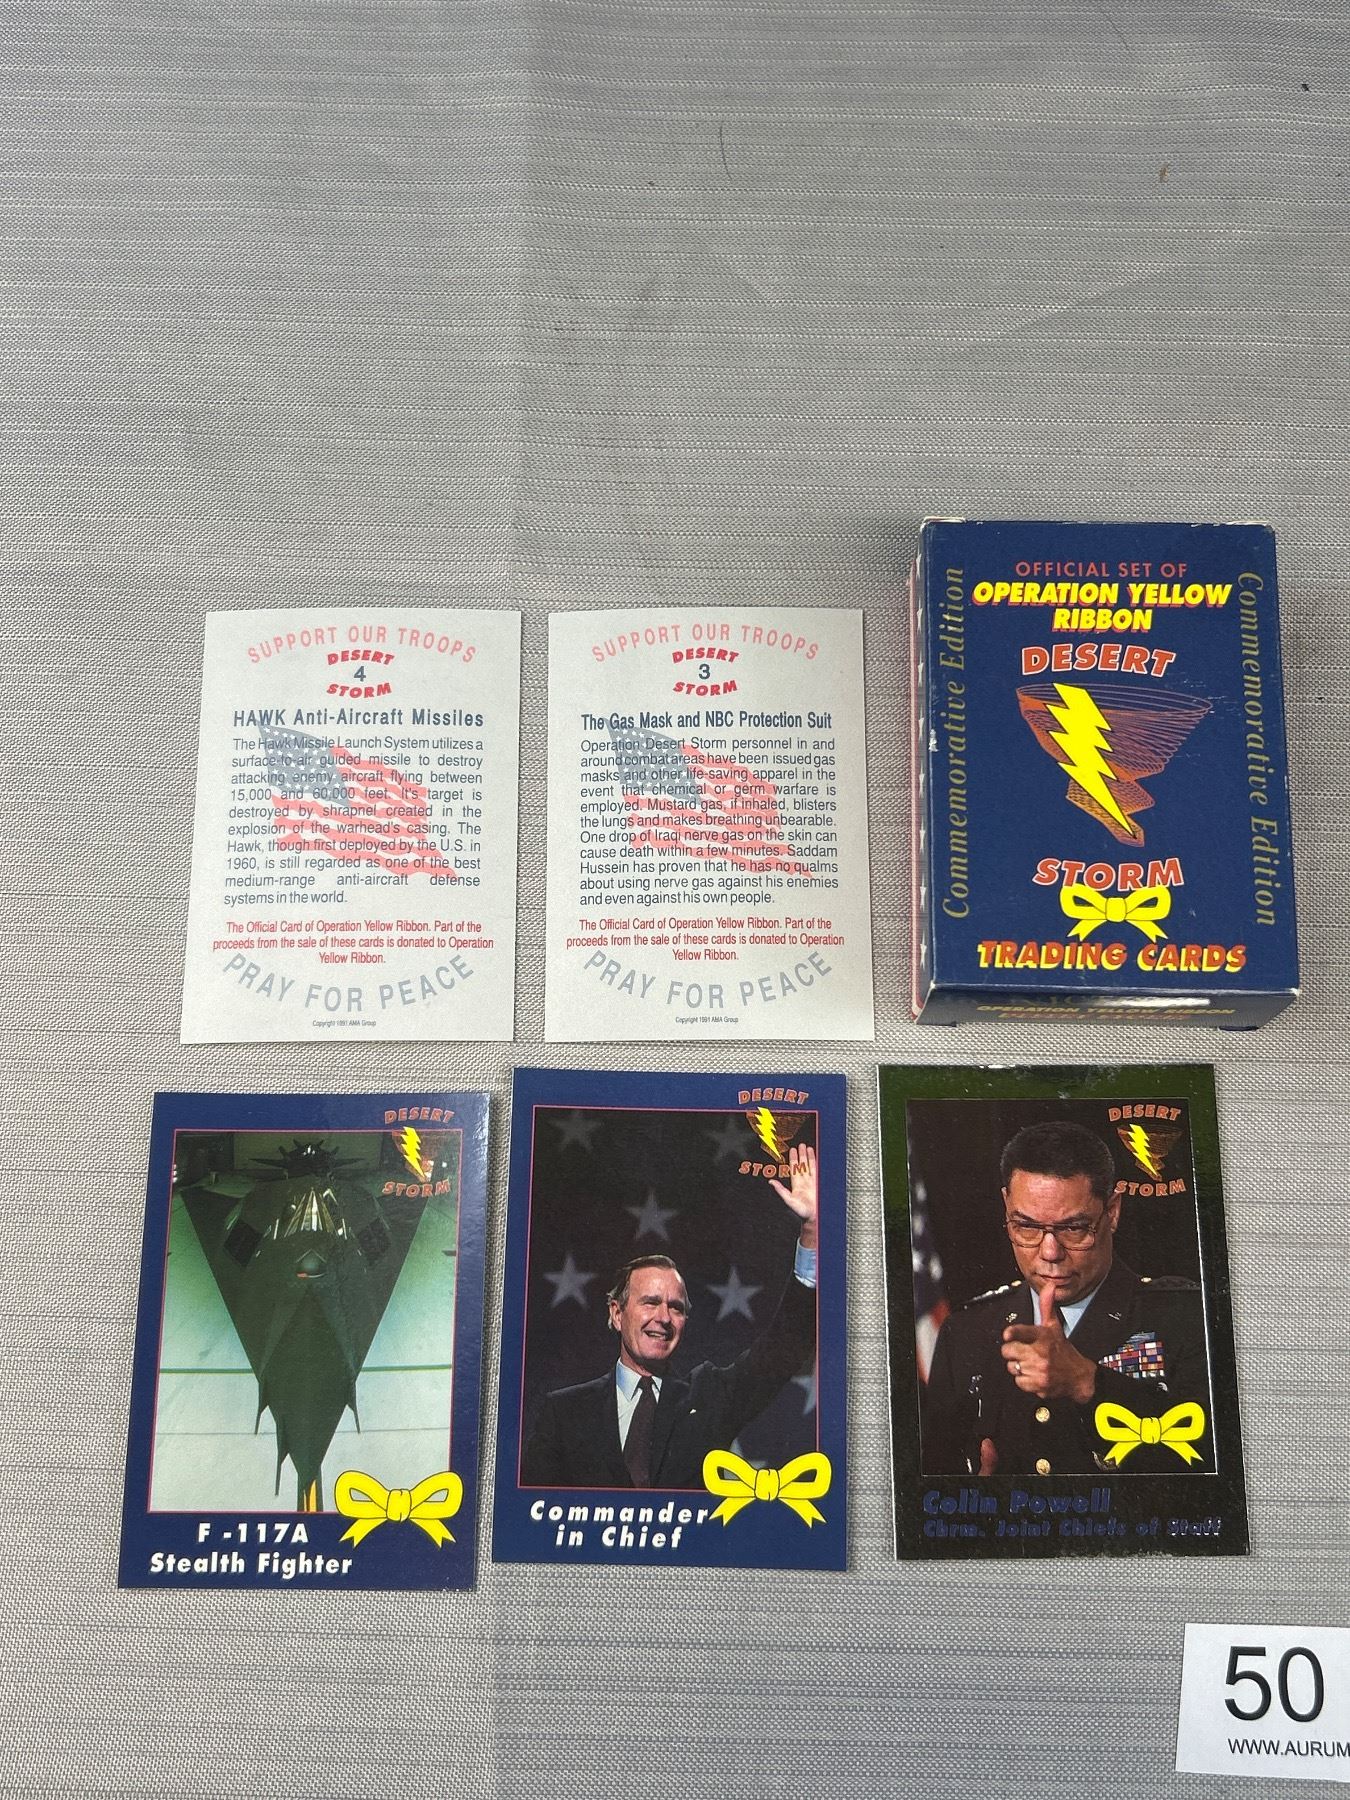 SUPPORT OUR TROOPS
DESERT
4
STORM
HAWK Anti-Aircraft Missiles
The Hawk Missile Launch System utilizes a
surface-to-air guided missile to destroy
attacking enemy aircraft flying between
15,000 and 60,000 feet. It's target is
destroyed by shrapnel created in the
explosion of the warhead's casing. The
Hawk, though first deployed by the U.S. in
1960, is still regarded as one of the best
medium-range anti-aircraft defense
systems in the world.
The Official Card of Operation Yellow Ribbon. Part of the
proceeds from the sale of these cards is donated to Operation
Yellow Ribbon.
PRAY FOR PEACE
Copyright 1991 AMA Group
SUPPORT OUR TROOPS
DESERT
3
STORM
The Gas Mask and NBC Protection Suit
Operation Desert Storm personnel in and
around combat areas have been issued gas
masks and other life-saving apparel in the
event that chemical or germ warfare is
employed. Mustard gas, if inhaled, blisters
the lungs and makes breathing unbearable.
One drop of Iraqi nerve gas on the skin can
cause death within a few minutes. Saddam
Hussein has proven that he has no qualms
about using nerve gas against his enemies
and even against his own people.
The Official Card of Operation Yellow Ribbon. Part of the
proceeds from the sale of these cards is donated to Operation
Yellow Ribbon.
PRAY FOR PEACE
Copyright 1991 AMA Group
Commemorative Edition
OFFICIAL SET OF
OPERATION YELLOW
RIBBON
DESERT
STORM
TRADING CARDS
Commemorative Edition
OPERATION YELLOW RIBBON
DESERT
STORM
F-117A
Stealth Fighter
DESERT
STORM
Commander
in Chief
DESERT
STORM
Colin Powell
Chrm. Joint Chiefs of Staff
50
WWW.AURUM